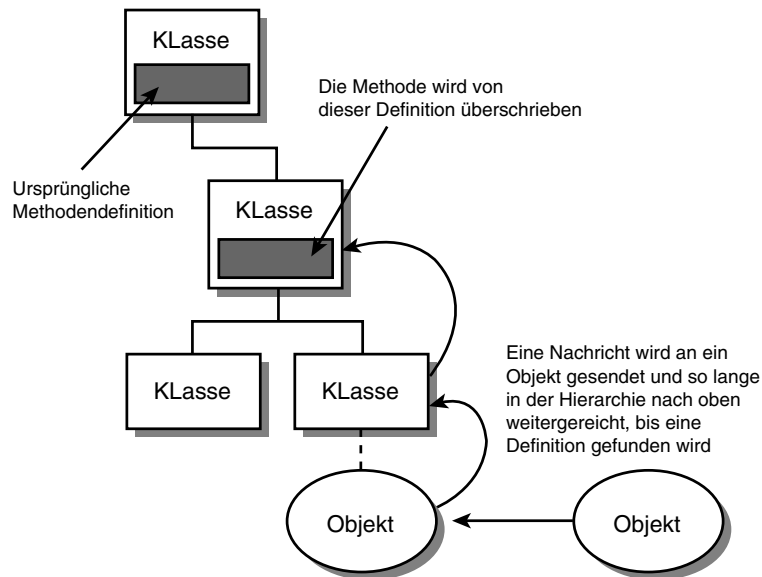 KLasse
Die Methode wird von
dieser Definition überschrieben
Ursprüngliche
Methodendefinition
KLasse
KLasse
KLasse
Eine Nachricht wird an ein
Objekt gesendet und so lange
in der Hierarchie nach oben
weitergereicht, bis eine
Definition gefunden wird
Objekt
Objekt